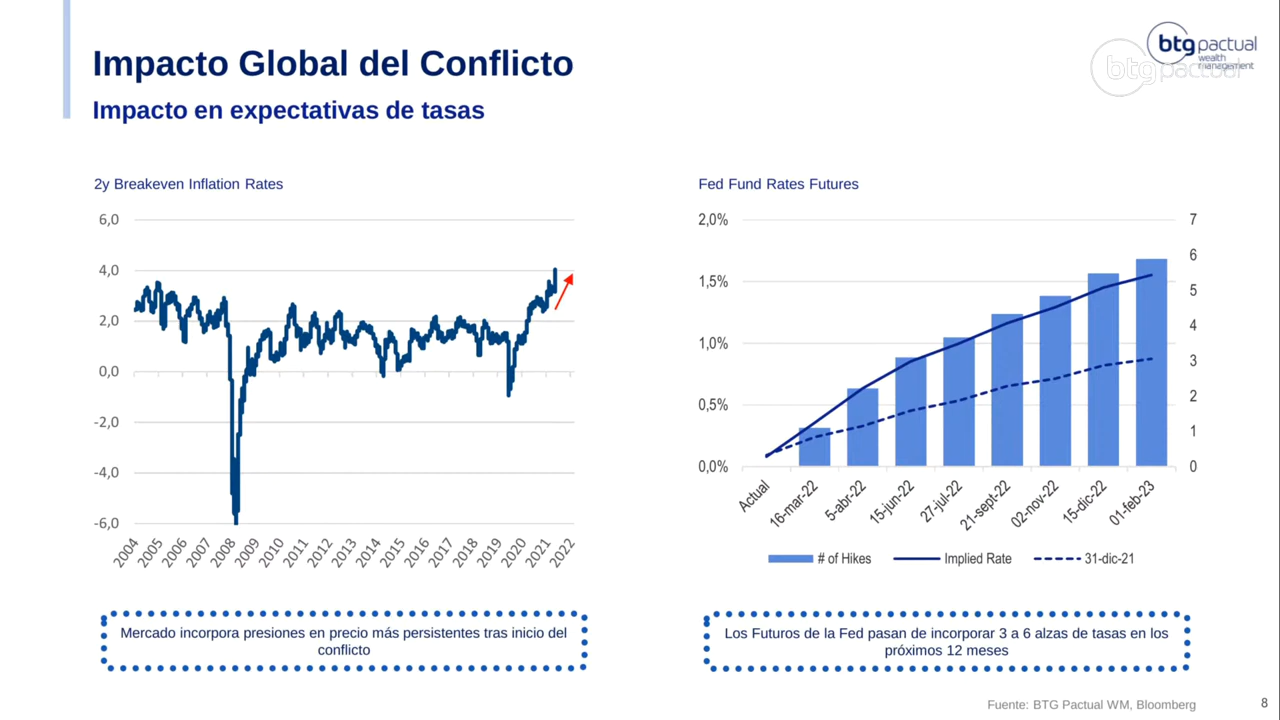 Impacto Global del Conflicto
Impacto en expectativas de tasas
btg pactual
wealth
management
btg pactual
2y Breakeven Inflation Rates
6,0
4,0
2,0
0,0
-2,0
-4,0
-6,0
2004 2005 2006 2007 2008 2009 2010 2011 2012 2013 2014 2015 2016 2017 2018 2019 2020 2021 2022
Mercado incorpora presiones en precio más persistentes tras inicio del
conflicto
Fed Fund Rates Futures
2,0% 7
6
1,5% 5
4
1,0% 3
2
0,5% 1
0,0% 0
Actual 16-mar-22 5-abr-22 15-jun-22 27-jul-22 21-sept-22 02-nov-22 15-dic-22 01-feb-23
# of Hikes Implied Rate 31-dic-21
Los Futuros de la Fed pasan de incorporar 3 a 6 alzas de tasas en los
próximos 12 meses
Fuente: BTG Pactual WM, Bloomberg
8